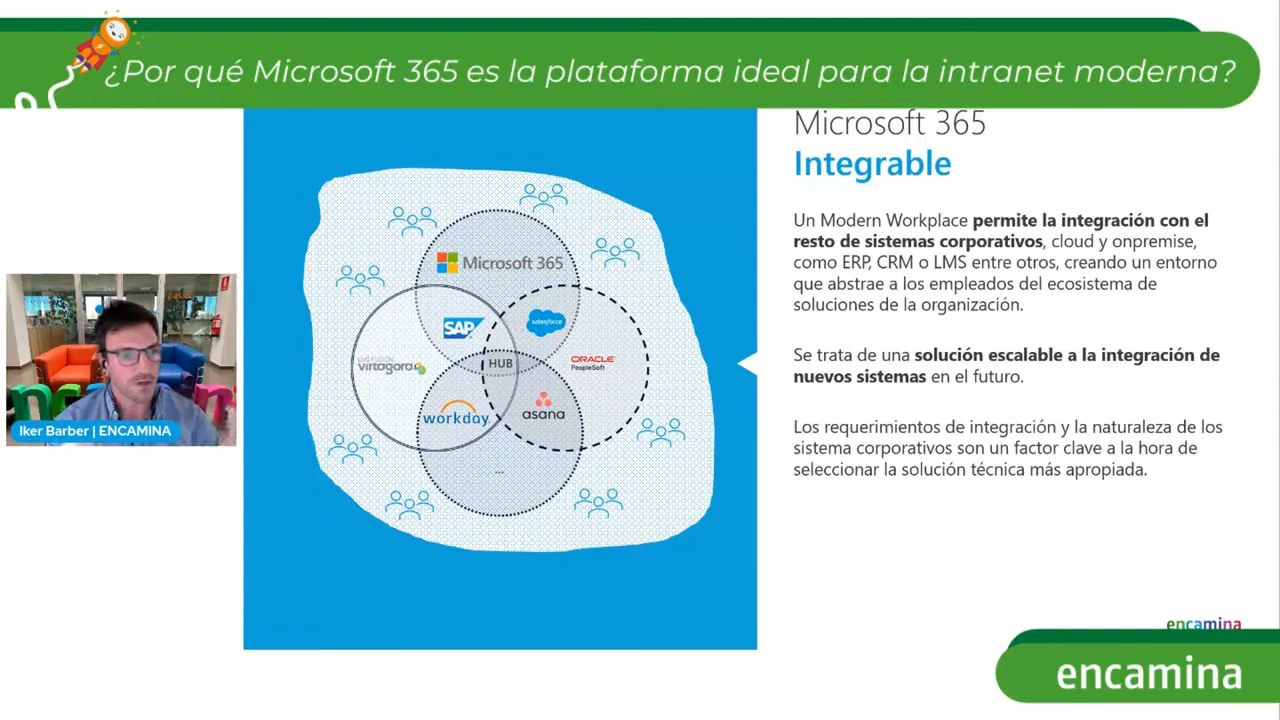 ¿Por qué Microsoft 365 es la plataforma ideal para la intranet moderna?
Microsoft 365
Integrable
Un Modern Workplace permite la integración con el
resto de sistemas corporativos, cloud y onpremise,
como ERP, CRM o LMS entre otros, creando un entorno
que abstrae a los empleados del ecosistema de
soluciones de la organización.
Se trata de una solución escalable a la integración de
nuevos sistemas en el futuro.
Los requerimientos de integración y la naturaleza de los
sistema corporativos son un factor clave a la hora de
seleccionar la solución técnica más apropiada.
Microsoft 365
SAP
salesforce
virtagora
HUB
ORACLE
PeopleSoft
workday
asana
...
Iker Barber | ENCAMINA
encamina
encamina